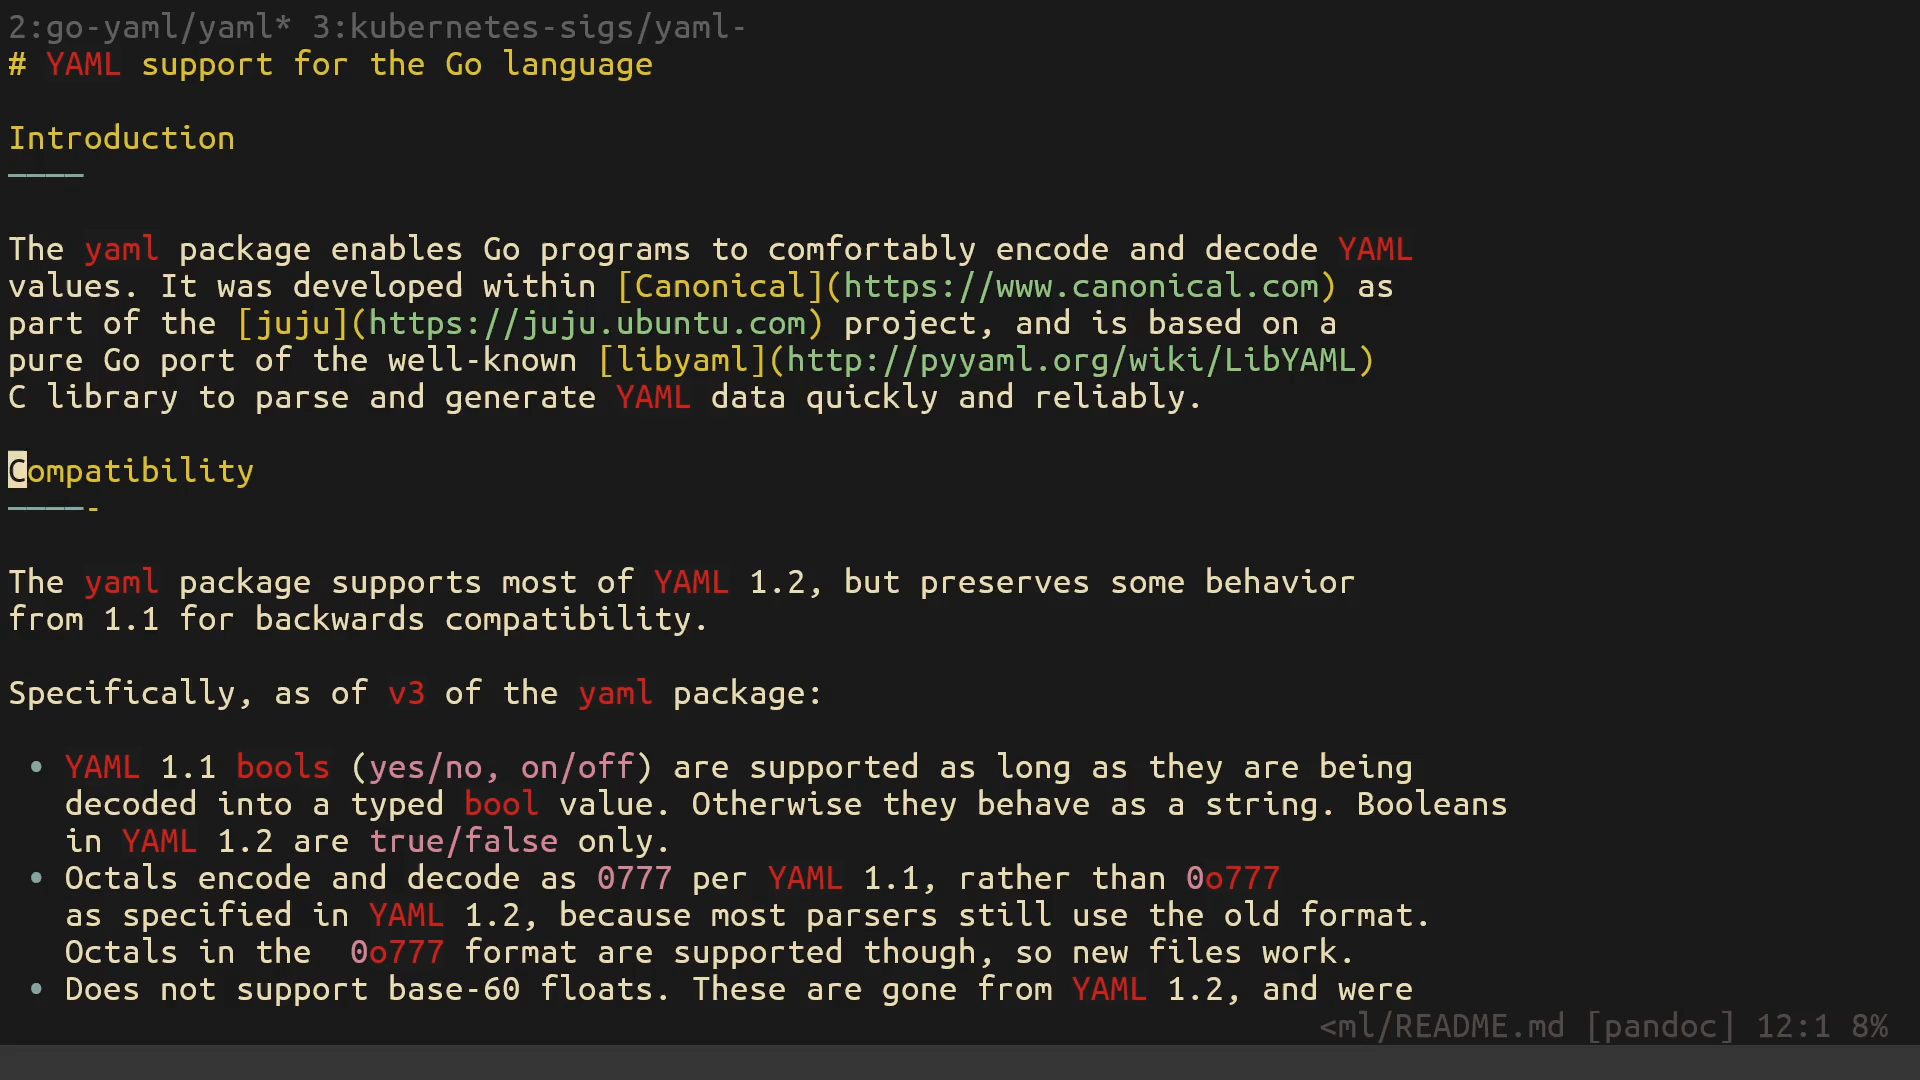 2:go-yaml/yaml* 3:kubernetes-sigs/yaml-
# YAML support for the Go language
Introduction
────
The yaml package enables Go programs to comfortably encode and decode YAML
values. It was developed within [Canonical](https://www.canonical.com) as
part of the [juju](https://juju.ubuntu.com) project, and is based on a
pure Go port of the well-known [libyaml](http://pyyaml.org/wiki/LibYAML)
C library to parse and generate YAML data quickly and reliably.
Compatibility
────-
The yaml package supports most of YAML 1.2, but preserves some behavior
from 1.1 for backwards compatibility.
Specifically, as of v3 of the yaml package:
• YAML 1.1 bools (yes/no, on/off) are supported as long as they are being
decoded into a typed bool value. Otherwise they behave as a string. Booleans
in YAML 1.2 are true/false only.
• Octals encode and decode as 0777 per YAML 1.1, rather than 0o777
as specified in YAML 1.2, because most parsers still use the old format.
Octals in the  0o777 format are supported though, so new files work.
• Does not support base-60 floats. These are gone from YAML 1.2, and were
<ml/README.md [pandoc] 12:1 8%